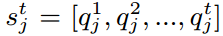 s_j^t = [q_j^1, q_j^2, ..., q_j^t]